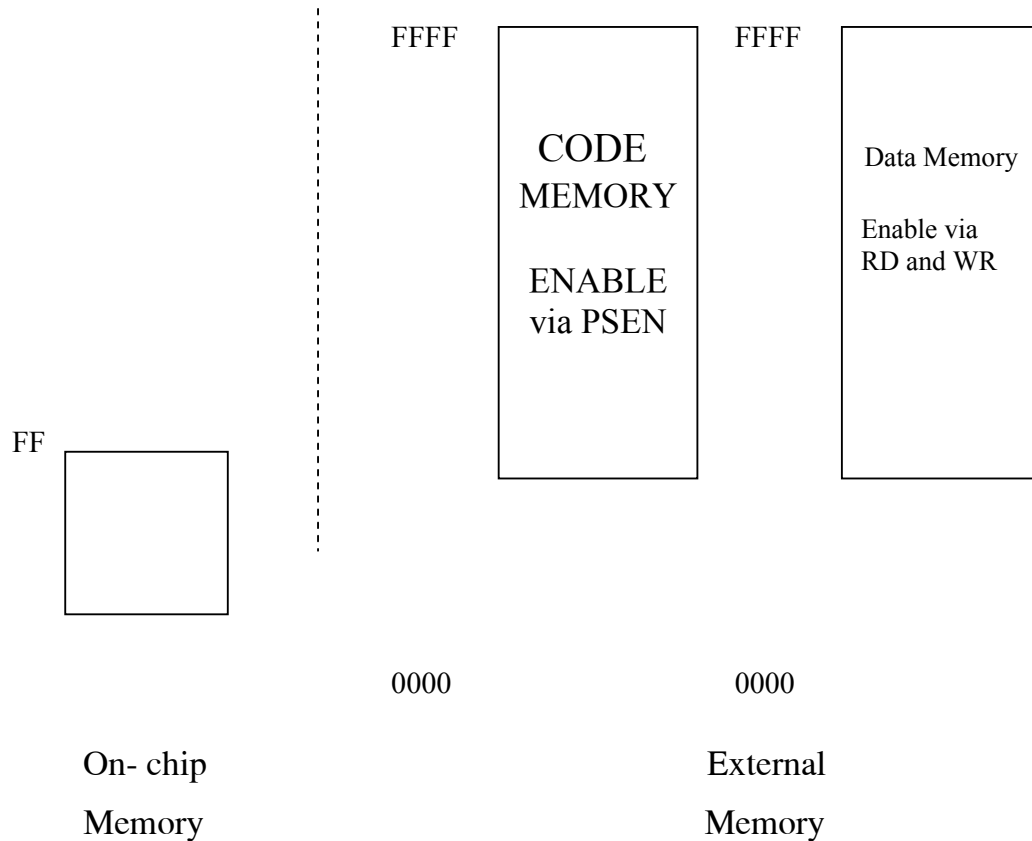 FFFF
CODE
MEMORY
ENABLE
via PSEN
FFFF
Data Memory
Enable via
RD and WR
FF
0000
0000
On- chip
Memory
External
Memory